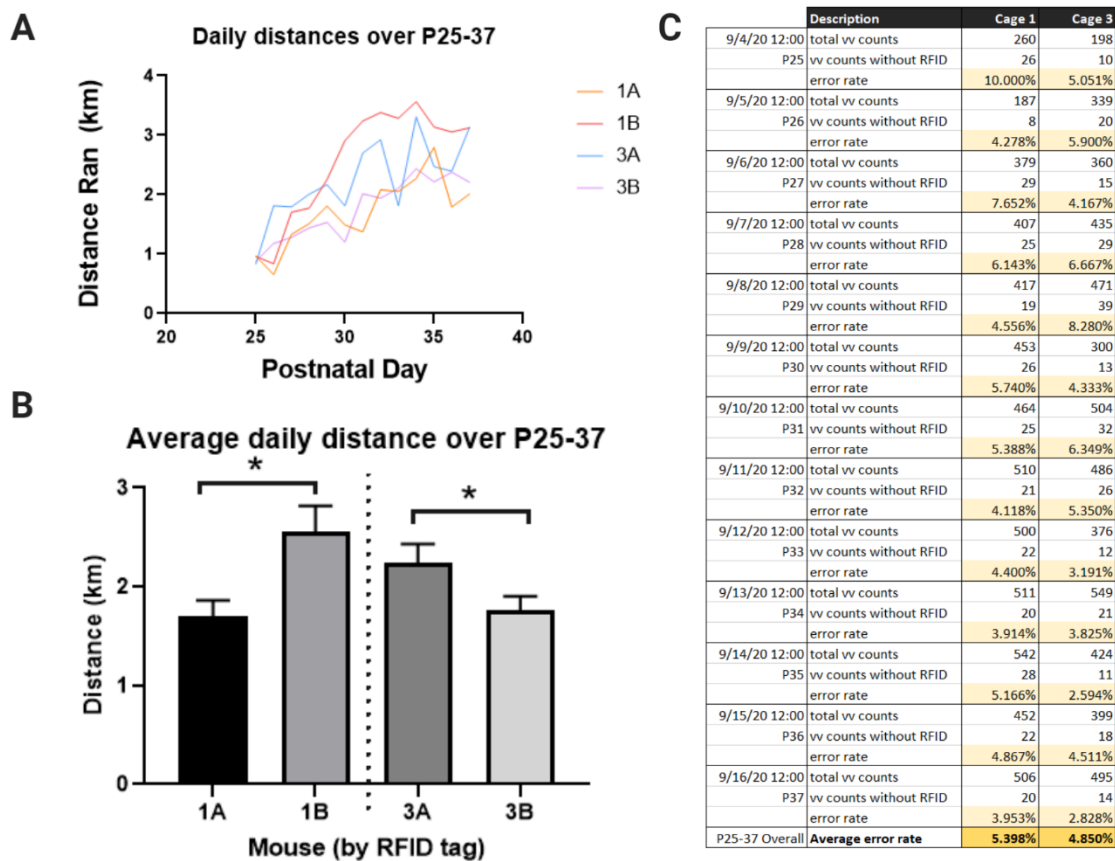 A
Daily distances over P25-37
Distance Ran (km)
4
3
2
1
0
20 25 30 35 40
Postnatal Day
1A
1B
3A
3B
B
Average daily distance over P25-37
* *
Distance (km)
3
2
1
0
1A 1B 3A 3B
Mouse (by RFID tag)
C
Description Cage 1 Cage 3
9/4/20 12:00 total vv counts 260 198
P25 vv counts without RFID 26 10
error rate 10.000% 5.051%
9/5/20 12:00 total vv counts 187 339
P26 vv counts without RFID 8 20
error rate 4.278% 5.900%
9/6/20 12:00 total vv counts 379 360
P27 vv counts without RFID 29 15
error rate 7.652% 4.167%
9/7/20 12:00 total vv counts 407 435
P28 vv counts without RFID 25 29
error rate 6.143% 6.667%
9/8/20 12:00 total vv counts 417 471
P29 vv counts without RFID 19 39
error rate 4.556% 8.280%
9/9/20 12:00 total vv counts 453 300
P30 vv counts without RFID 26 13
error rate 5.740% 4.333%
9/10/20 12:00 total vv counts 464 504
P31 vv counts without RFID 25 32
error rate 5.388% 6.349%
9/11/20 12:00 total vv counts 510 486
P32 vv counts without RFID 21 26
error rate 4.118% 5.350%
9/12/20 12:00 total vv counts 500 376
P33 vv counts without RFID 22 12
error rate 4.400% 3.191%
9/13/20 12:00 total vv counts 511 549
P34 vv counts without RFID 20 21
error rate 3.914% 3.825%
9/14/20 12:00 total vv counts 542 424
P35 vv counts without RFID 28 11
error rate 5.166% 2.594%
9/15/20 12:00 total vv counts 452 399
P36 vv counts without RFID 22 18
error rate 4.867% 4.511%
9/16/20 12:00 total vv counts 506 495
P37 vv counts without RFID 20 14
error rate 3.953% 2.828%
P25-37 Overall Average error rate 5.398% 4.850%